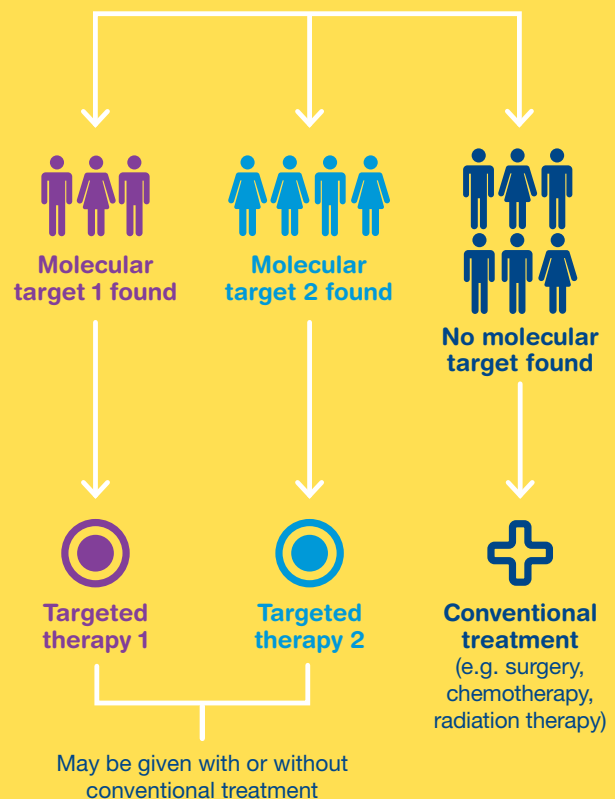 Molecular
target 1 found
Molecular
target 2 found
No molecular
target found
Targeted
therapy 1
Targeted
therapy 2
Conventional
treatment
(e.g. surgery,
chemotherapy,
radiation therapy)
May be given with or without
conventional treatment